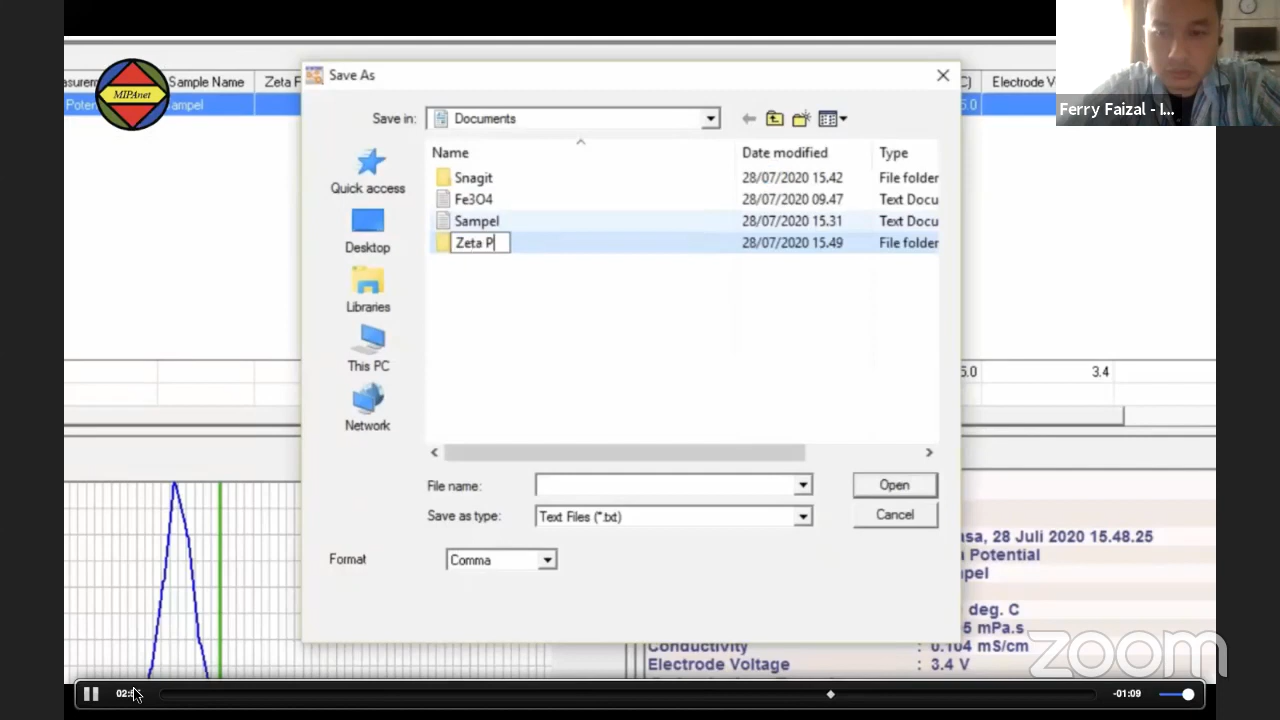 Ferry Faizal - I...
MIPAnet
Sample Name
Zeta P
Electrode V
5.0
Save As
Save in:
Documents
Name
Date modified
Type
Quick access
Desktop
Libraries
This PC
Network
Snagit
28/07/2020 15.42
File folder
Fe3O4
28/07/2020 09.47
Text Docu
Sampel
28/07/2020 15.31
Text Docu
Zeta P
28/07/2020 15.49
File folder
5.0
3.4
File name:
Open
Save as type:
Text Files (*.txt)
Cancel
Format
Comma
asa, 28 Juli 2020 15.48.25
Potential
pel
deg. C
5 mPa.s
Conductivity : 0.104 mS/cm
Electrode Voltage : 3.4 V
zoom
-01:09